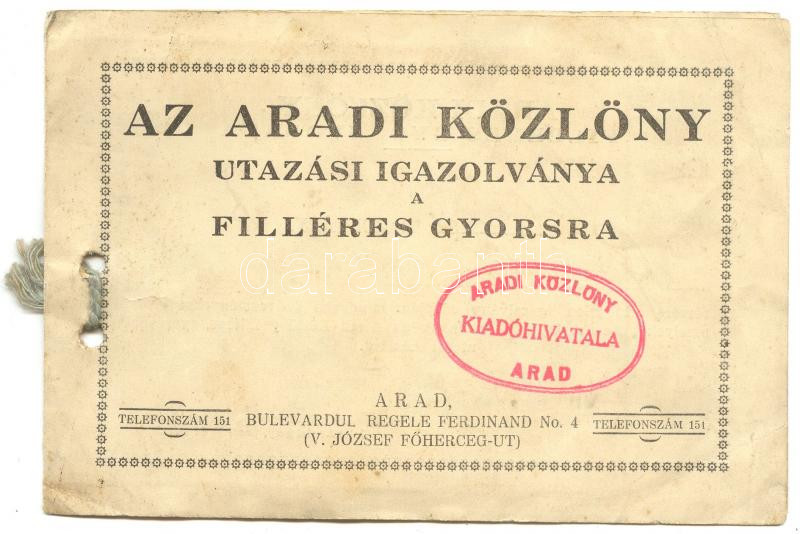 AZ ARADI KÖZLÖNY
UTAZÁSI IGAZOLVÁNYA
A
FILLÉRES GYORSRA
darabanth
ARADI KÖZLÖNY
KIADÓHIVATALA
ARAD
ARAD,
TELEFONSZÁM 151 BULEVARDUL REGELE FERDINAND No. 4 TELEFONSZÁM 151
(V. JÓZSEF FŐHERCEG-UT)